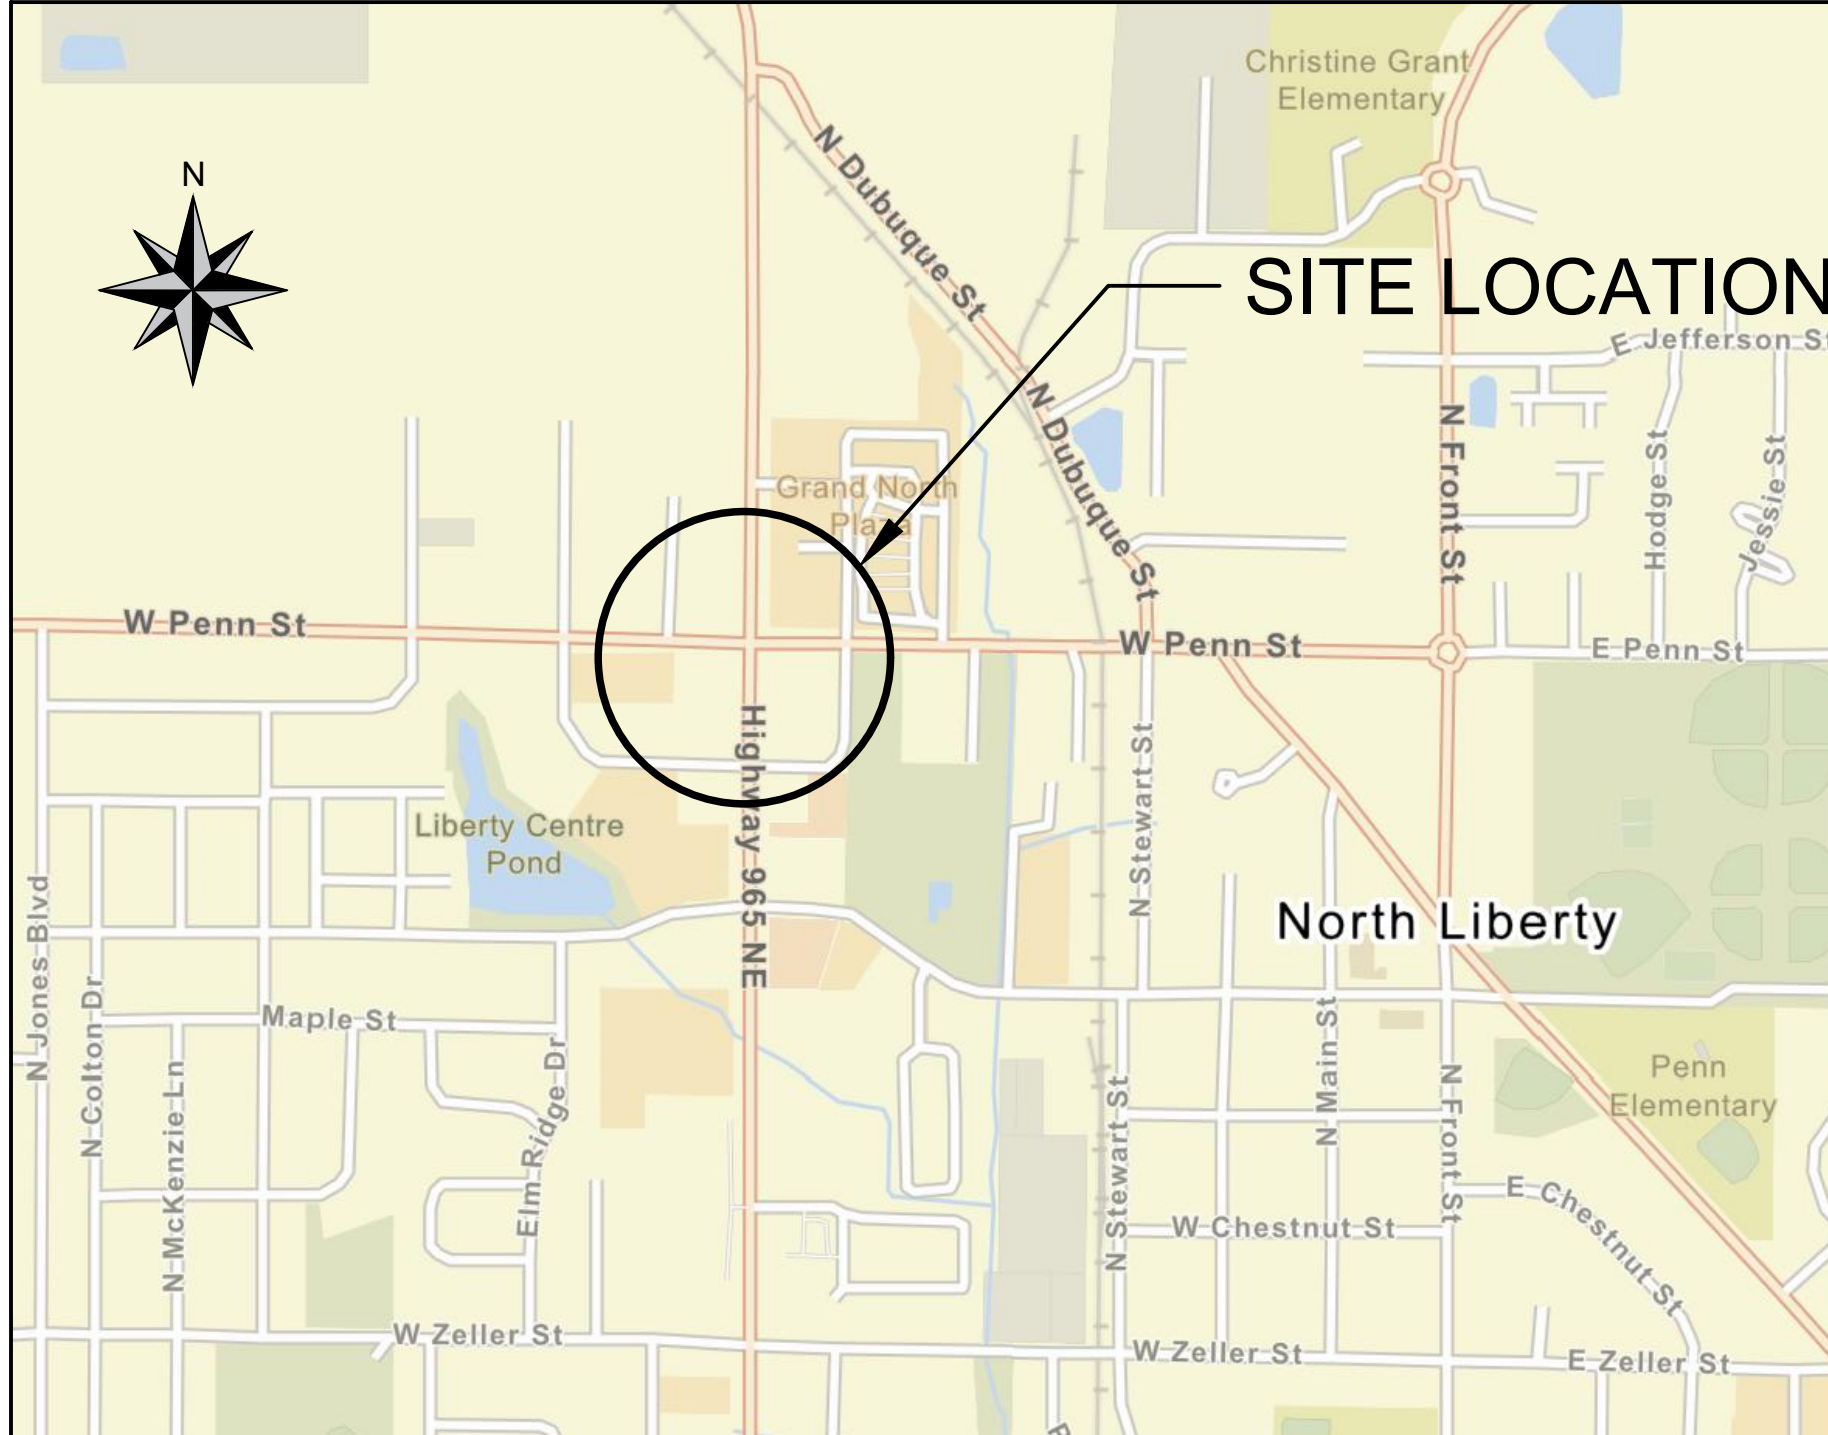 Christine Grant
Elementary
N
N Dubuque St
SITE LOCATION
E Jefferson St
N Dubuque St
N Front St
Hodge St
Jessie St
Grand North
Plaza
W Penn St
W Penn St
E Penn St
Highway 965 NE
N Stewart St
Liberty Centre
Pond
North Liberty
N Jones Blvd
N Colton Dr
Maple St
N McKenzie Ln
Elm Ridge Dr
N Main St
Penn
Elementary
N Stewart St
N Front St
W Chestnut St
E Chestnut St
W Zeller St
W Zeller St
E Zeller St